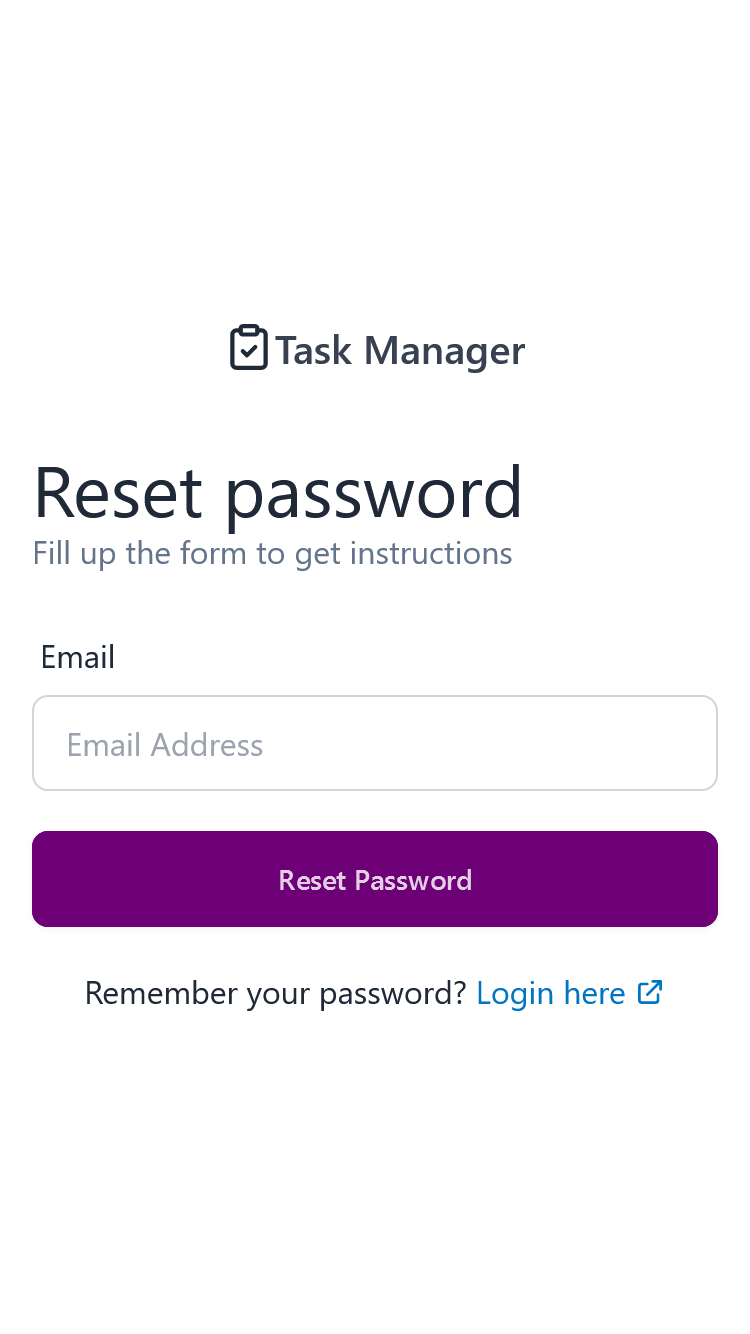 Task Manager
Reset password
Fill up the form to get instructions
Email
Email Address
Reset Password
Remember your password? Login here